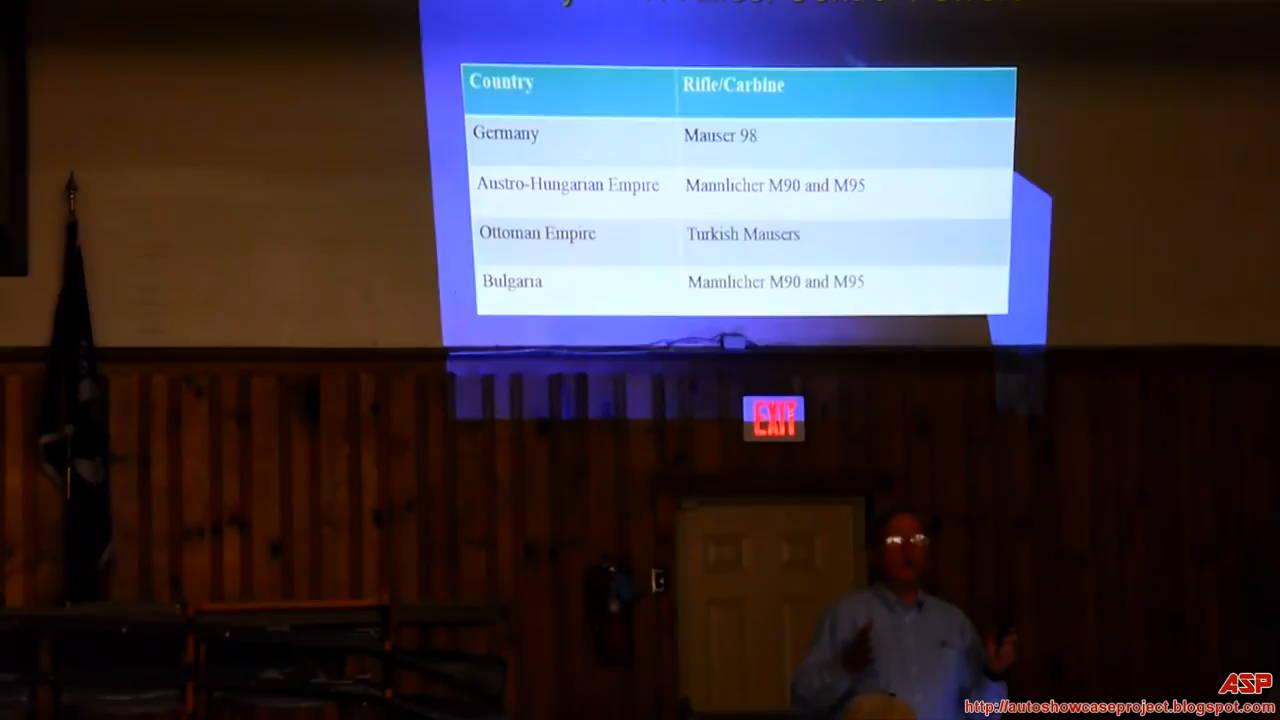 Country Rifle/Carbine
Germany Mauser 98
Austro-Hungarian Empire Mannlicher M90 and M95
Ottoman Empire Turkish Mausers
Bulgaria Mannlicher M90 and M95
EXIT
ASP
http://autoshowcaseproject.blogspot.com